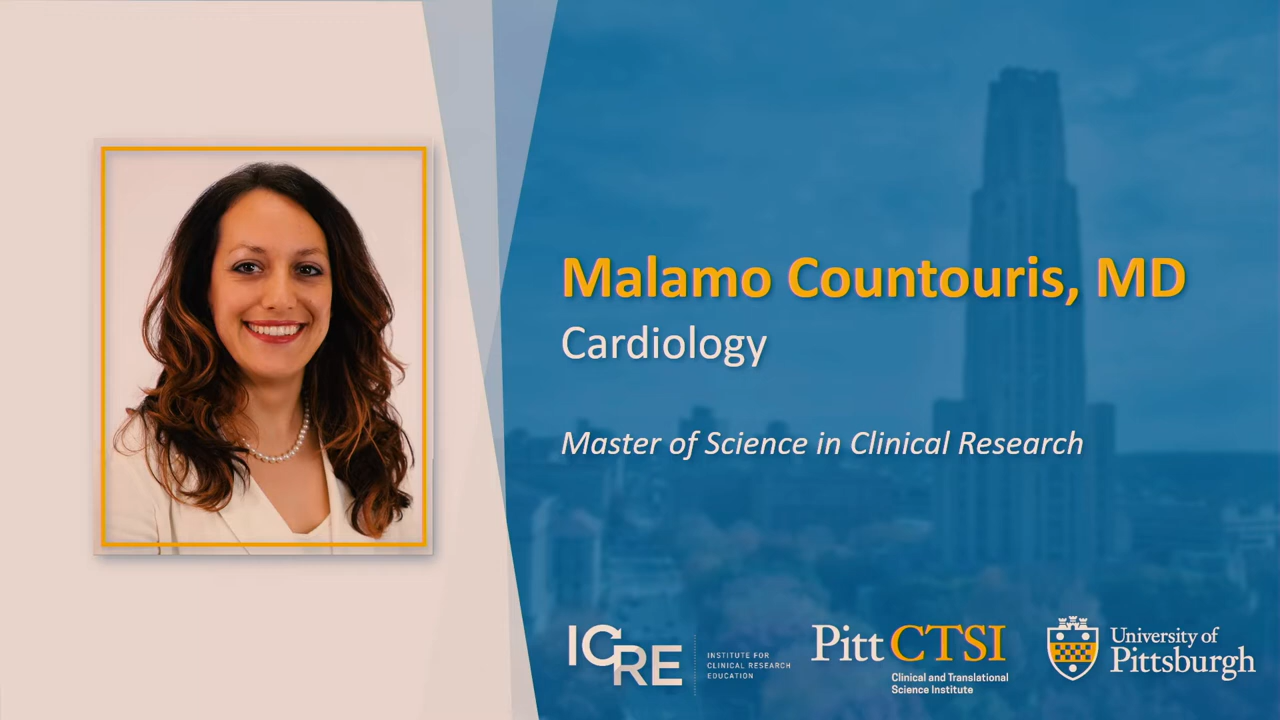 Malamo Countouris, MD
Cardiology
Master of Science in Clinical Research
ICRE
INSTITUTE FOR
CLINICAL RESEARCH
EDUCATION
Pitt CTSI
Clinical and Translational
Science Institute
University of
Pittsburgh